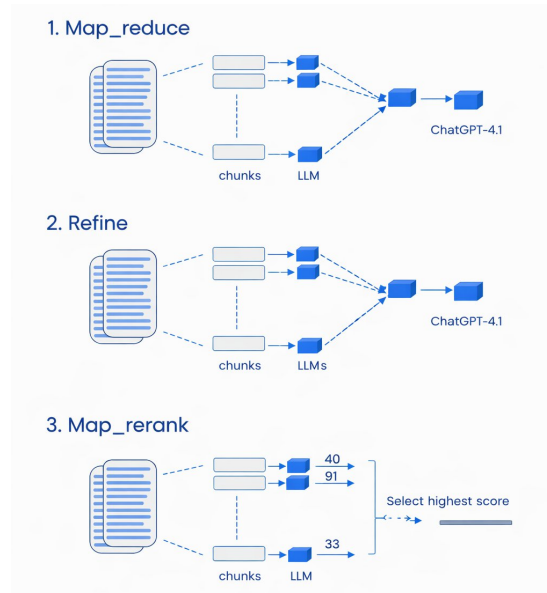 1. Map_reduce
ChatGPT-4.1
chunks LLM
2. Refine
ChatGPT-4.1
chunks LLMs
3. Map_rerank
40
91
Select highest score
33
chunks LLM